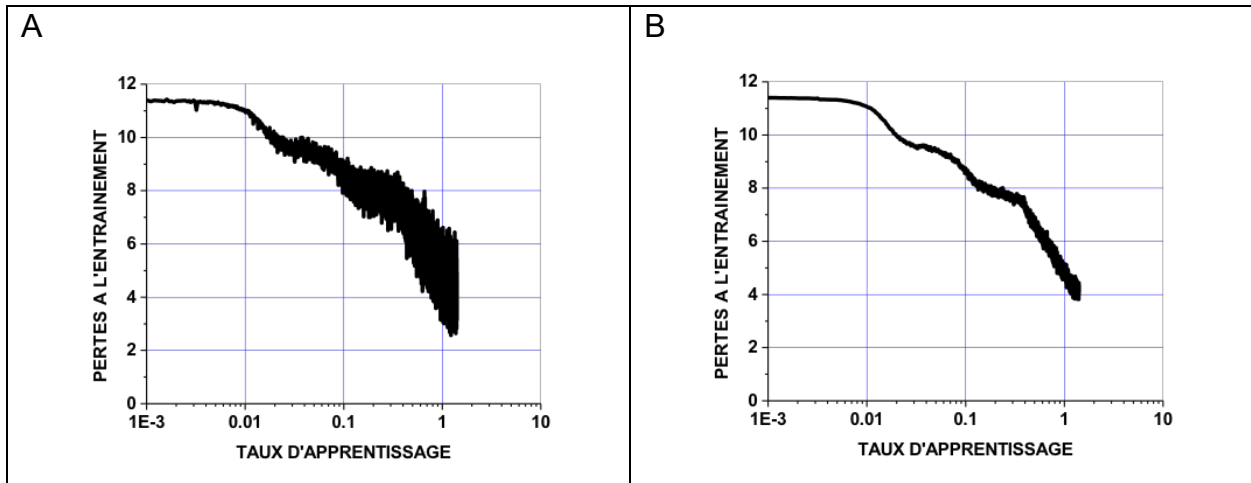 A
12
10
8
6
4
2
0
1E-3 0.01 0.1 1 10
PERTES A L'ENTRAINEMENT
TAUX D'APPRENTISSAGE
B
12
10
8
6
4
2
0
1E-3 0.01 0.1 1 10
PERTES A L'ENTRAINEMENT
TAUX D'APPRENTISSAGE